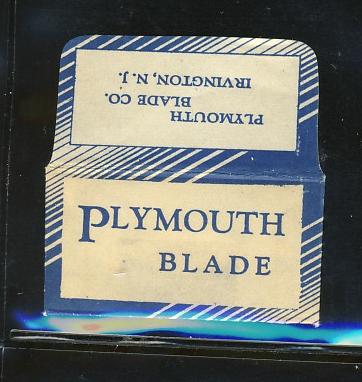 PLYMOUTH
BLADE CO.
IRVINGTON, N. J.
PLYMOUTH
BLADE